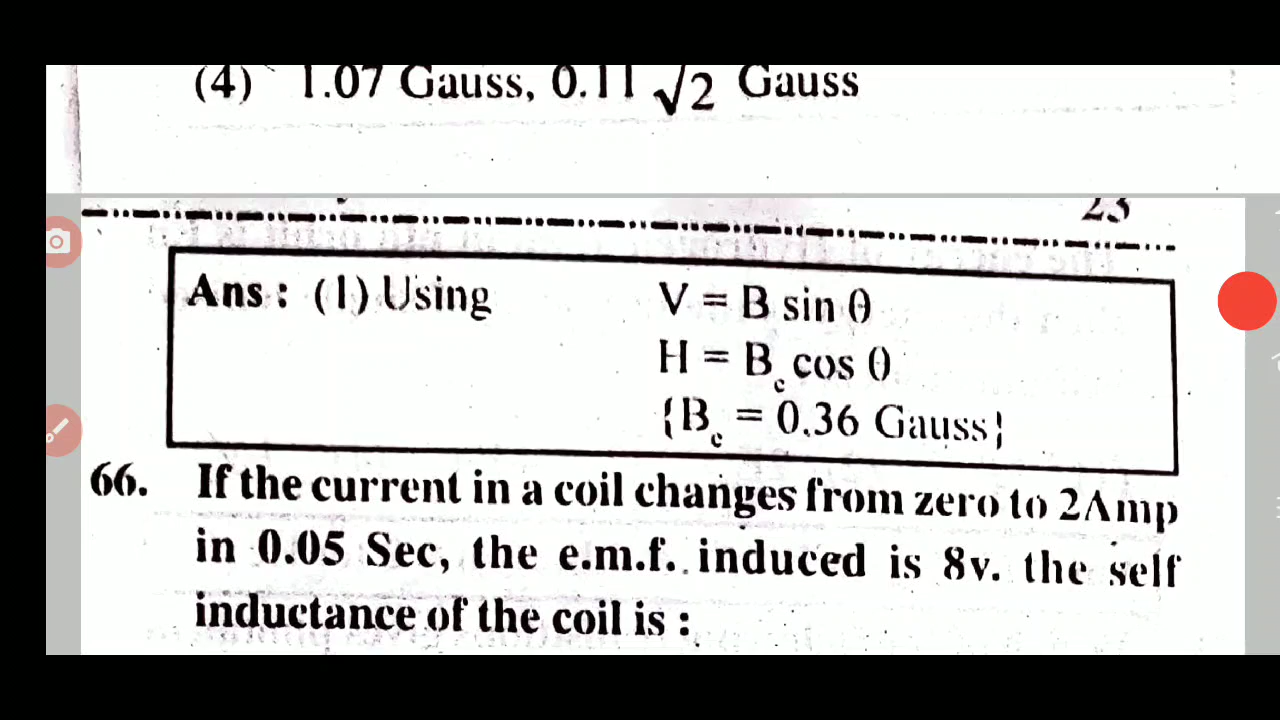 (4) 1.07 Gauss, 0.11 √2 Gauss
Ans : (1) Using V = B sin θ
H = Bₑ cos θ
{Bₑ = 0.36 Gauss}
66. If the current in a coil changes from zero to 2Amp
in 0.05 Sec, the e.m.f. induced is 8v. the self
inductance of the coil is :